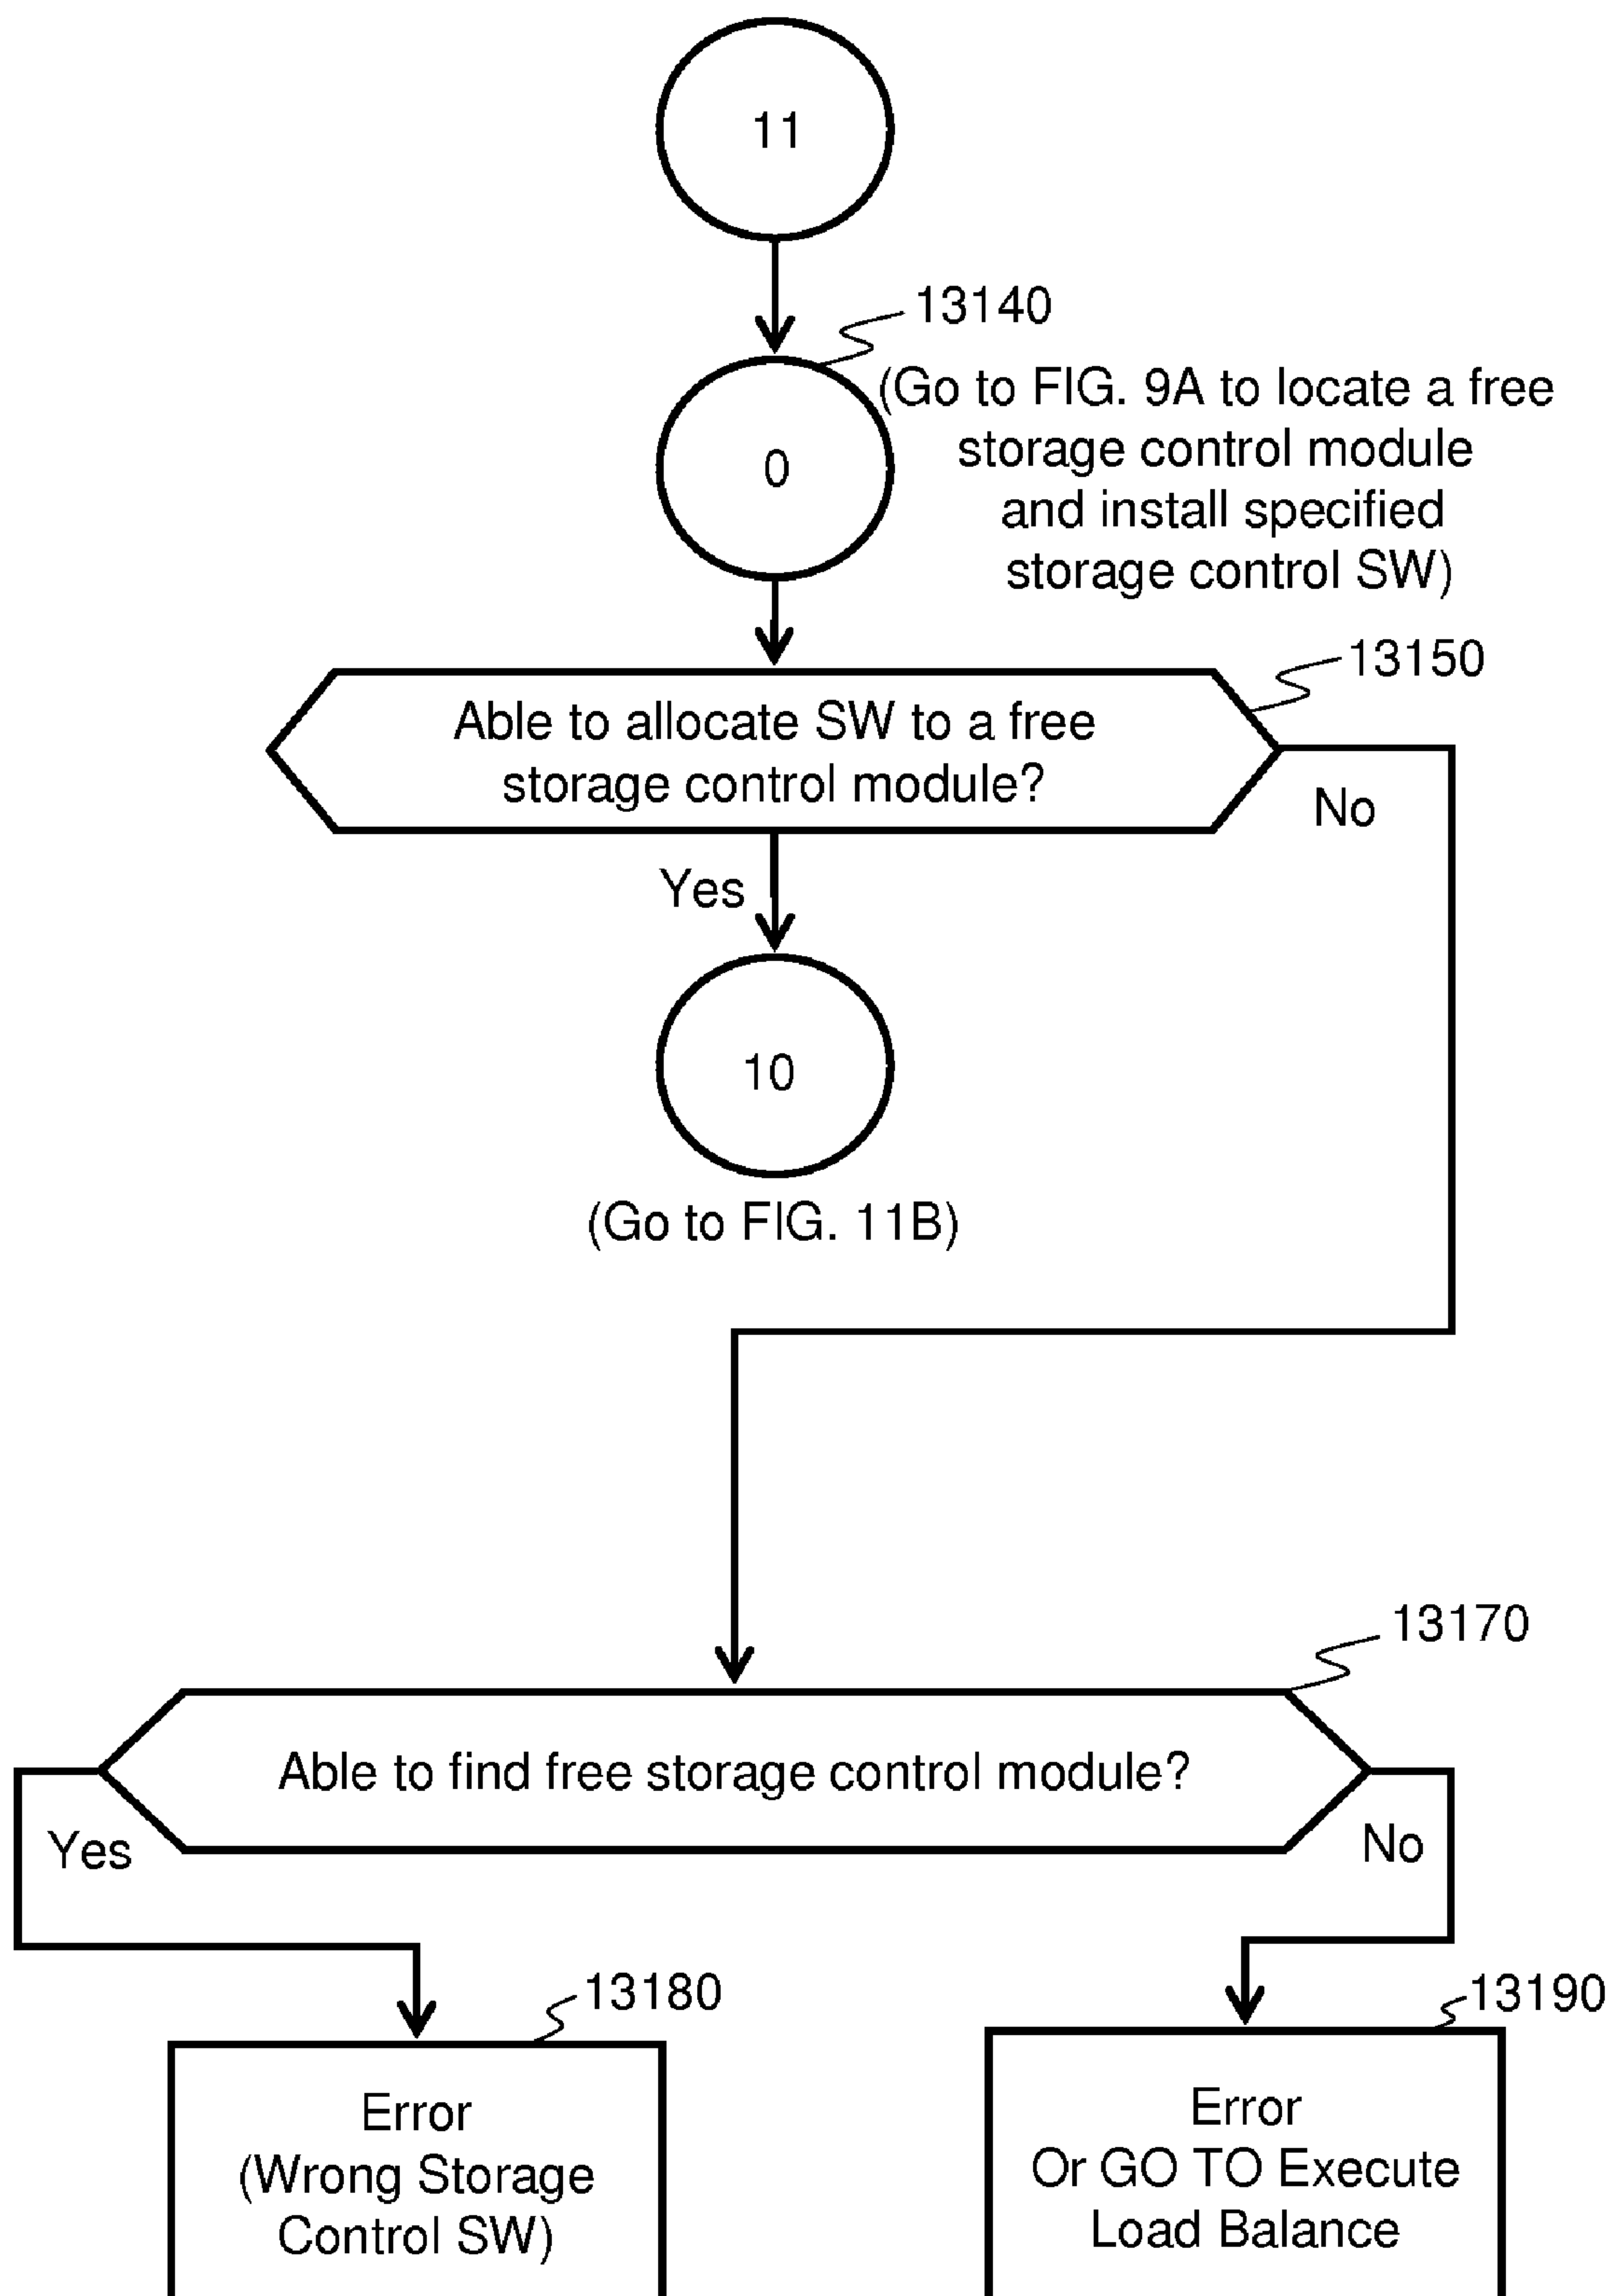 11
13140
0
(Go to FIG. 9A to locate a free
storage control module
and install specified
storage control SW)
13150
Able to allocate SW to a free
storage control module?
No
Yes
10
(Go to FIG. 11B)
13170
Able to find free storage control module?
Yes
No
13180
13190
Error
(Wrong Storage
Control SW)
Error
Or GO TO Execute
Load Balance